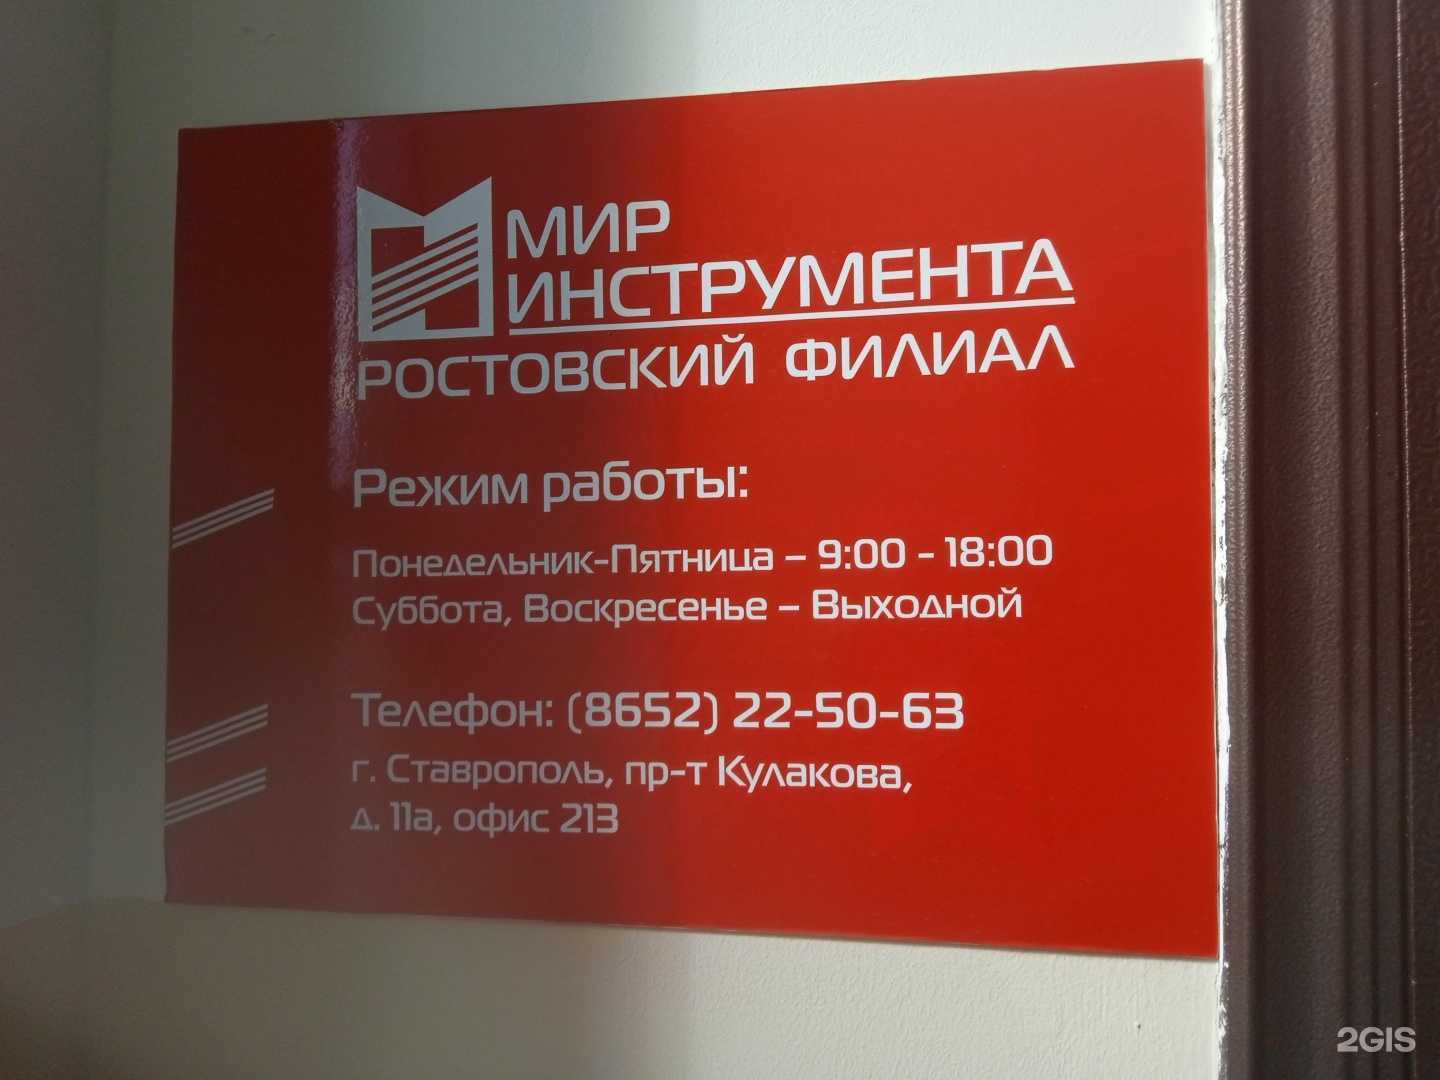 МИР
ИНСТРУМЕНТА
РОСТОВСКИЙ ФИЛИАЛ
Режим работы:
Понедельник-Пятница – 9:00 - 18:00
Суббота, Воскресенье – Выходной
Телефон: (8652) 22-50-63
г. Ставрополь, пр-т Кулакова,
д. 11а, офис 213
2GIS